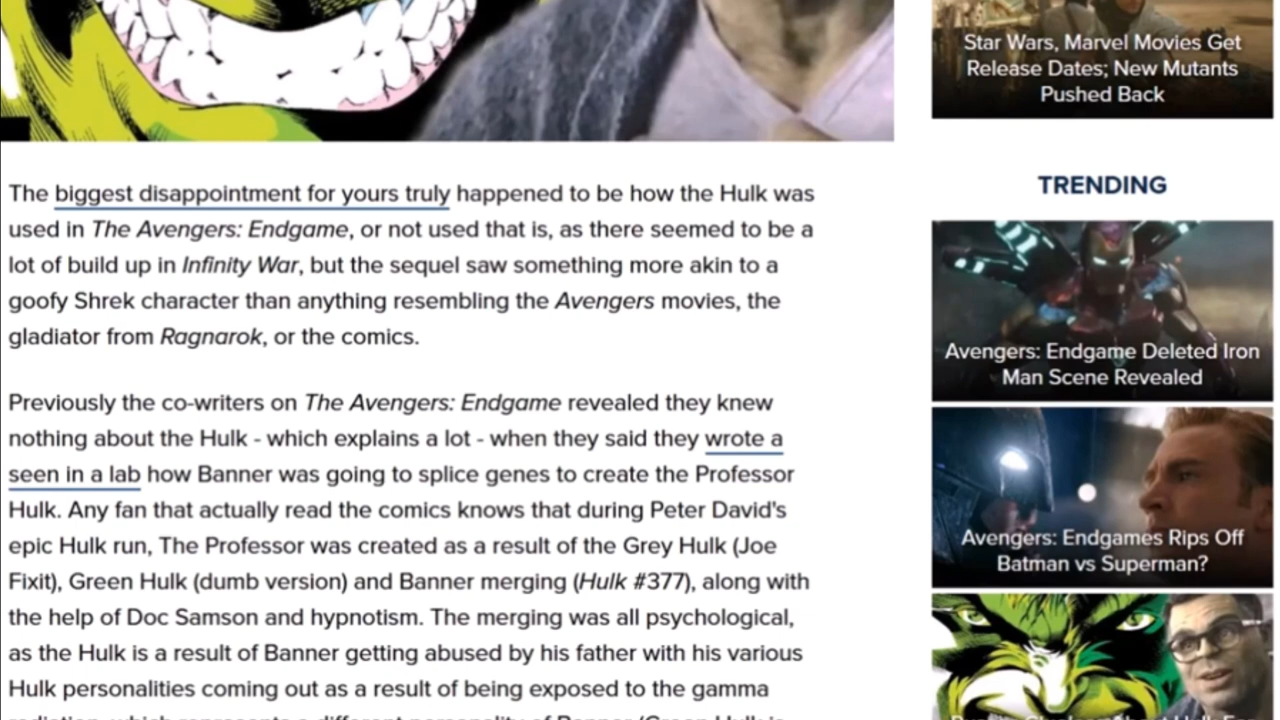 Star Wars, Marvel Movies Get
Release Dates; New Mutants
Pushed Back
The biggest disappointment for yours truly happened to be how the Hulk was
used in The Avengers: Endgame, or not used that is, as there seemed to be a
lot of build up in Infinity War, but the sequel saw something more akin to a
goofy Shrek character than anything resembling the Avengers movies, the
gladiator from Ragnarok, or the comics.
Previously the co-writers on The Avengers: Endgame revealed they knew
nothing about the Hulk - which explains a lot - when they said they wrote a
seen in a lab how Banner was going to splice genes to create the Professor
Hulk. Any fan that actually read the comics knows that during Peter David's
epic Hulk run, The Professor was created as a result of the Grey Hulk (Joe
Fixit), Green Hulk (dumb version) and Banner merging (Hulk #377), along with
the help of Doc Samson and hypnotism. The merging was all psychological,
as the Hulk is a result of Banner getting abused by his father with his various
Hulk personalities coming out as a result of being exposed to the gamma
radiation, which represents a different personality of Banner (Green Hulk is
TRENDING
Avengers: Endgame Deleted Iron
Man Scene Revealed
Avengers: Endgames Rips Off
Batman vs Superman?